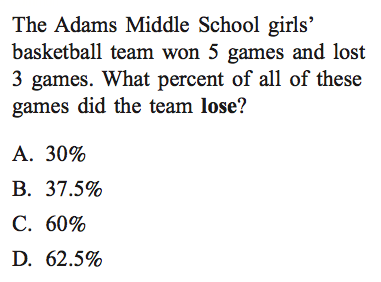 The Adams Middle School girls’
basketball team won 5 games and lost
3 games. What percent of all of these
games did the team lose?
A. 30%
B. 37.5%
C. 60%
D. 62.5%